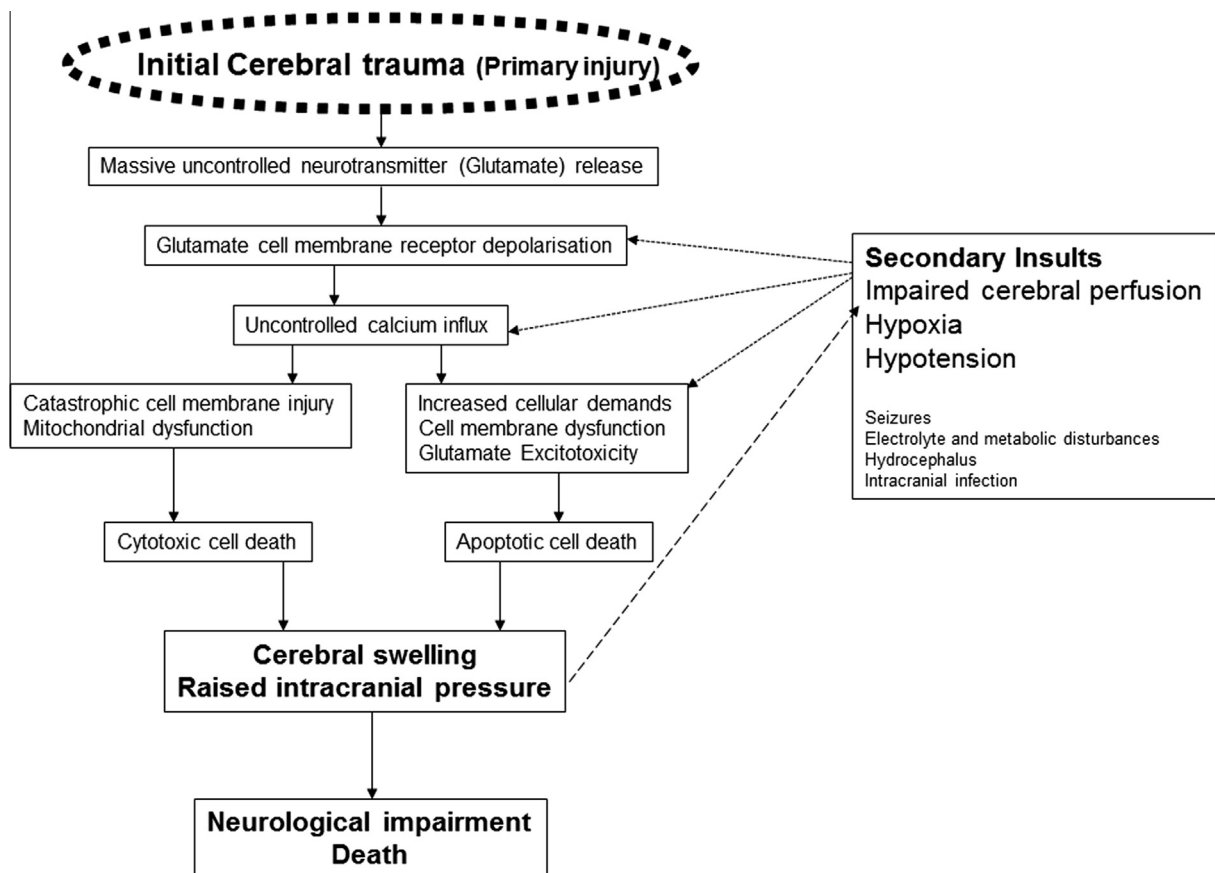 Initial Cerebral trauma (Primary injury)
Massive uncontrolled neurotransmitter (Glutamate) release
Glutamate cell membrane receptor depolarisation
Uncontrolled calcium influx
Catastrophic cell membrane injury
Mitochondrial dysfunction
Increased cellular demands
Cell membrane dysfunction
Glutamate Excitotoxicity
Cytotoxic cell death
Apoptotic cell death
Cerebral swelling
Raised intracranial pressure
Neurological impairment
Death
Secondary Insults
Impaired cerebral perfusion
Hypoxia
Hypotension
Seizures
Electrolyte and metabolic disturbances
Hydrocephalus
Intracranial infection